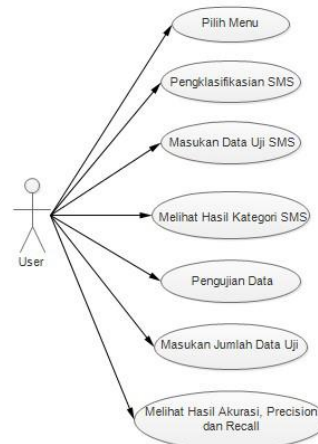 Pilih Menu
Pengklasifikasian SMS
Masukan Data Uji SMS
Melihat Hasil Kategori SMS
User
Pengujian Data
Masukan Jumlah Data Uji
Melihat Hasil Akurasi, Precision
dan Recall